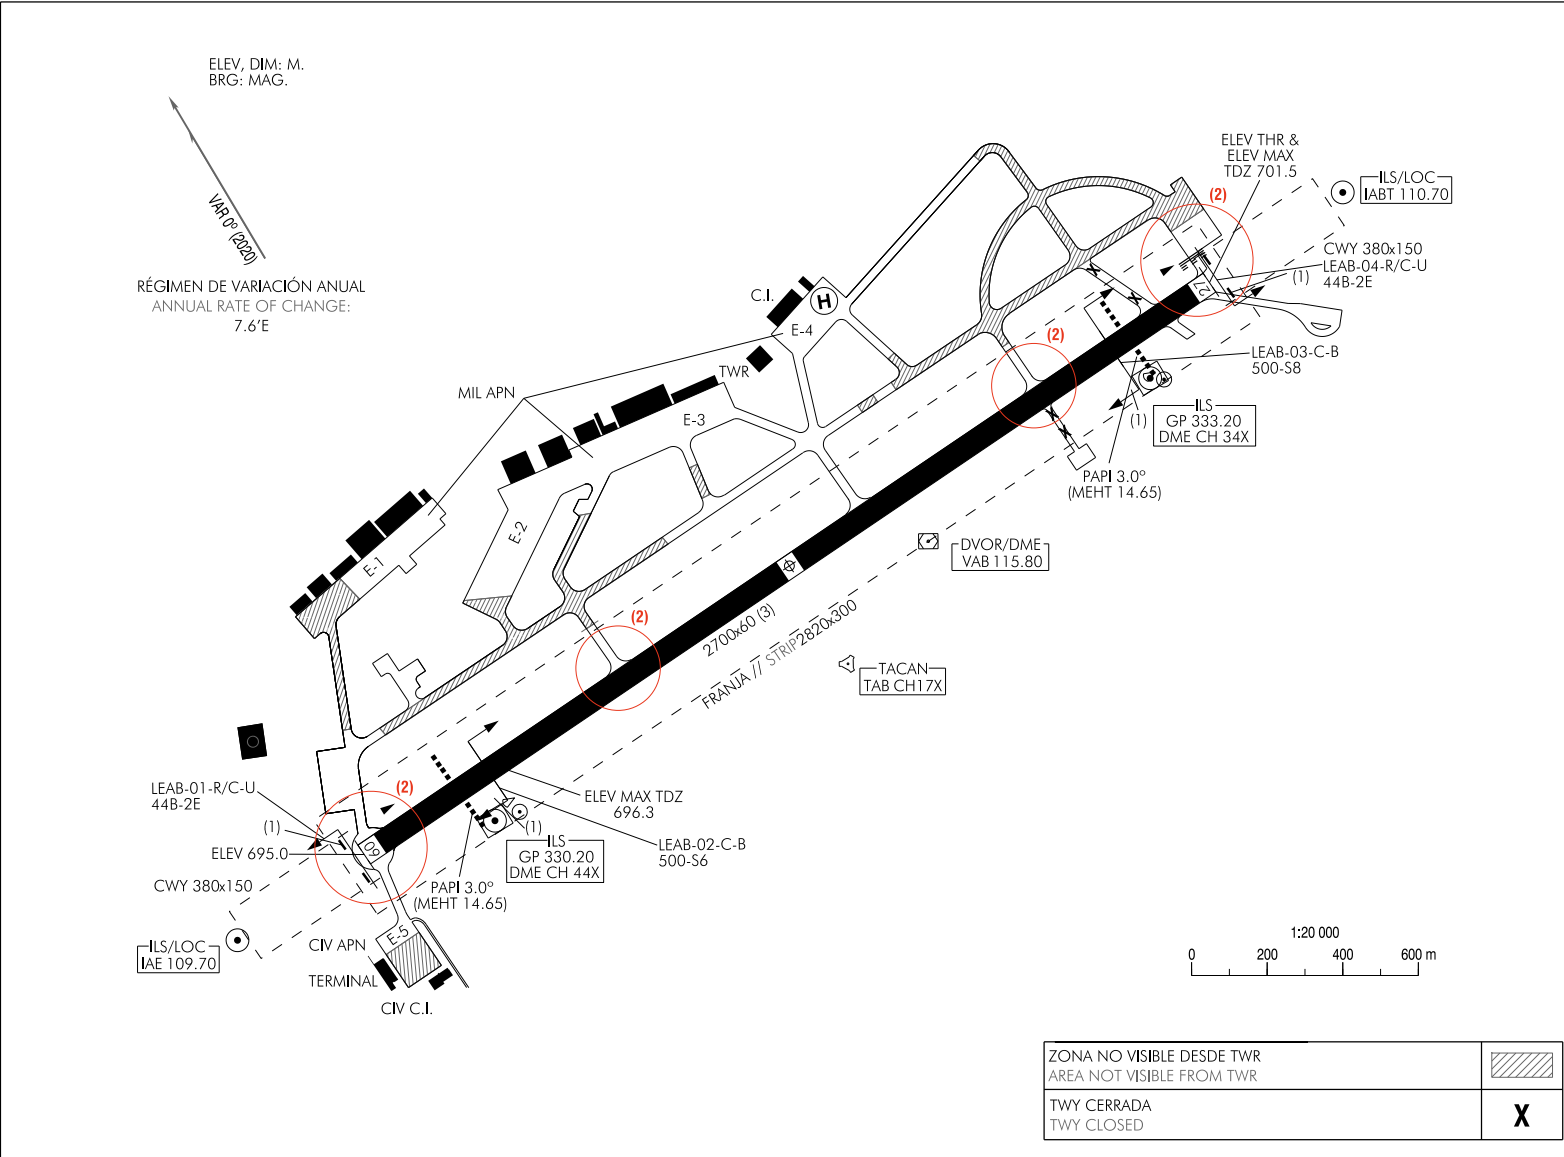 ELEV, DIM: M.
BRG: MAG.
VAR 0º (2020)
RÉGIMEN DE VARIACIÓN ANUAL
ANNUAL RATE OF CHANGE:
7.6'E
ELEV THR &
ELEV MAX
TDZ 701.5
(2)
ILS/LOC
IABT 110.70
CWY 380x150
LEAB-04-R/C-U
44B-2E
(1)
27
C.I.
H
E-4
(2)
LEAB-03-C-B
500-S8
TWR
MIL APN
E-3
(1)
ILS
GP 333.20
DME CH 34X
PAPI 3.0º
(MEHT 14.65)
X
X
X
X
E-2
E-1
DVOR/DME
VAB 115.80
(2)
2700x60 (3)
FRANJA // STRIP 2820x300
TACAN
TAB CH17X
LEAB-01-R/C-U
44B-2E
(2)
ELEV MAX TDZ
696.3
(1)
(1)
ELEV 695.0
09
ILS
GP 330.20
DME CH 44X
LEAB-02-C-B
500-S6
CWY 380x150
PAPI 3.0º
(MEHT 14.65)
ILS/LOC
IAE 109.70
CIV APN
E-5
TERMINAL
CIV C.I.
1:20 000
0 200 400 600 m
ZONA NO VISIBLE DESDE TWR
AREA NOT VISIBLE FROM TWR
TWY CERRADA
TWY CLOSED
X